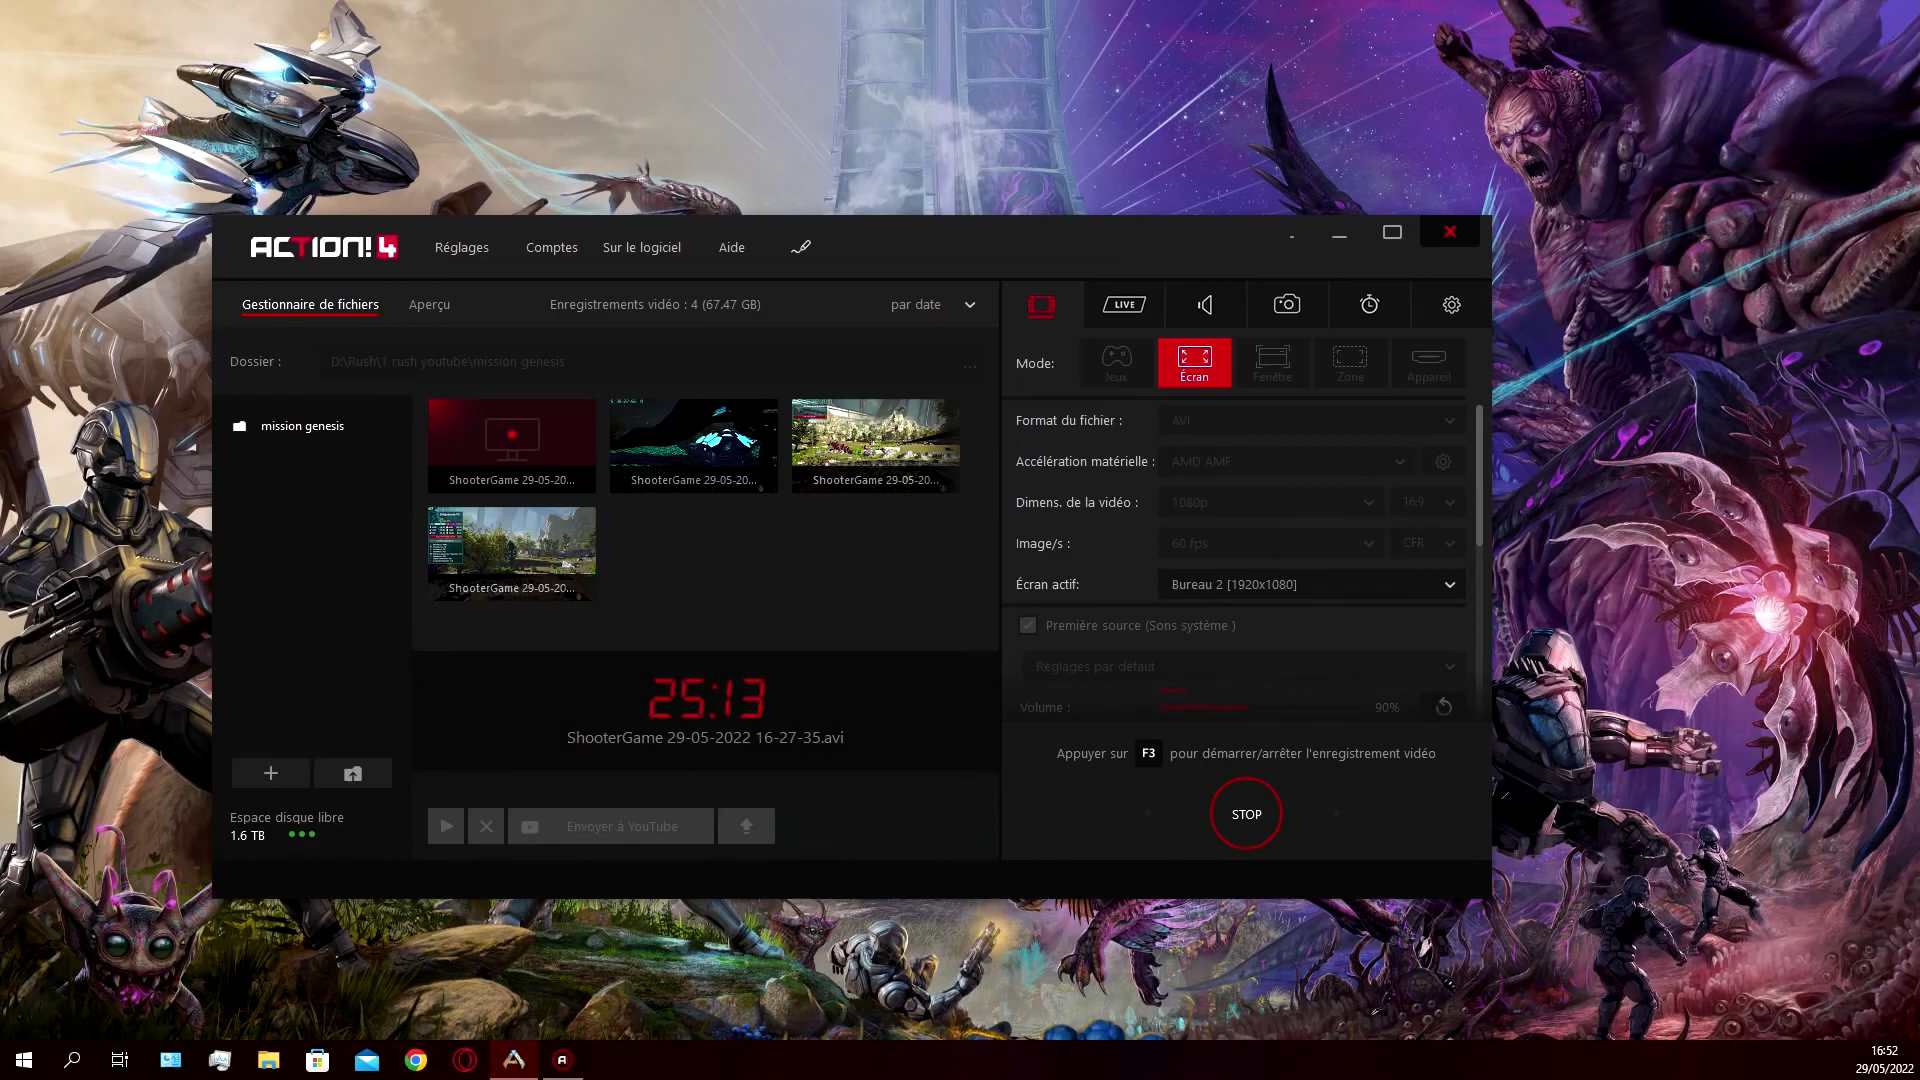 ACTION! 4
Réglages Comptes Sur le logiciel Aide
Gestionnaire de fichiers Aperçu Enregistrements vidéo : 4 (67.47 GB) par date
LIVE
Dossier : D:\Rush\1 rush youtube\mission genesis ...
Mode: Jeux Écran Fenêtre Zone Appareil
mission genesis
ShooterGame 29-05-20...
ShooterGame 29-05-20...
ShooterGame 29-05-20...
ShooterGame 29-05-20...
Format du fichier : AVI
Accélération matérielle : AMD AMF
Dimens. de la vidéo : 1080p 16:9
Image/s : 60 fps CFR
Écran actif: Bureau 2 [1920x1080]
Première source (Sons système )
Réglages par défaut
Volume : 90%
25:13
ShooterGame 29-05-2022 16-27-35.avi
Appuyer sur F3 pour démarrer/arrêter l'enregistrement vidéo
STOP
Espace disque libre
1.6 TB
Envoyer à YouTube
16:52
29/05/2022